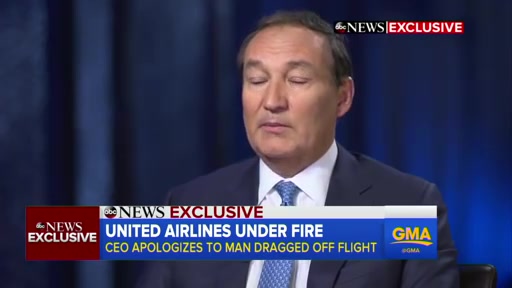 abc NEWS EXCLUSIVE
abc NEWS EXCLUSIVE
abc NEWS
EXCLUSIVE
UNITED AIRLINES UNDER FIRE
CEO APOLOGIZES TO MAN DRAGGED OFF FLIGHT
GMA
@GMA